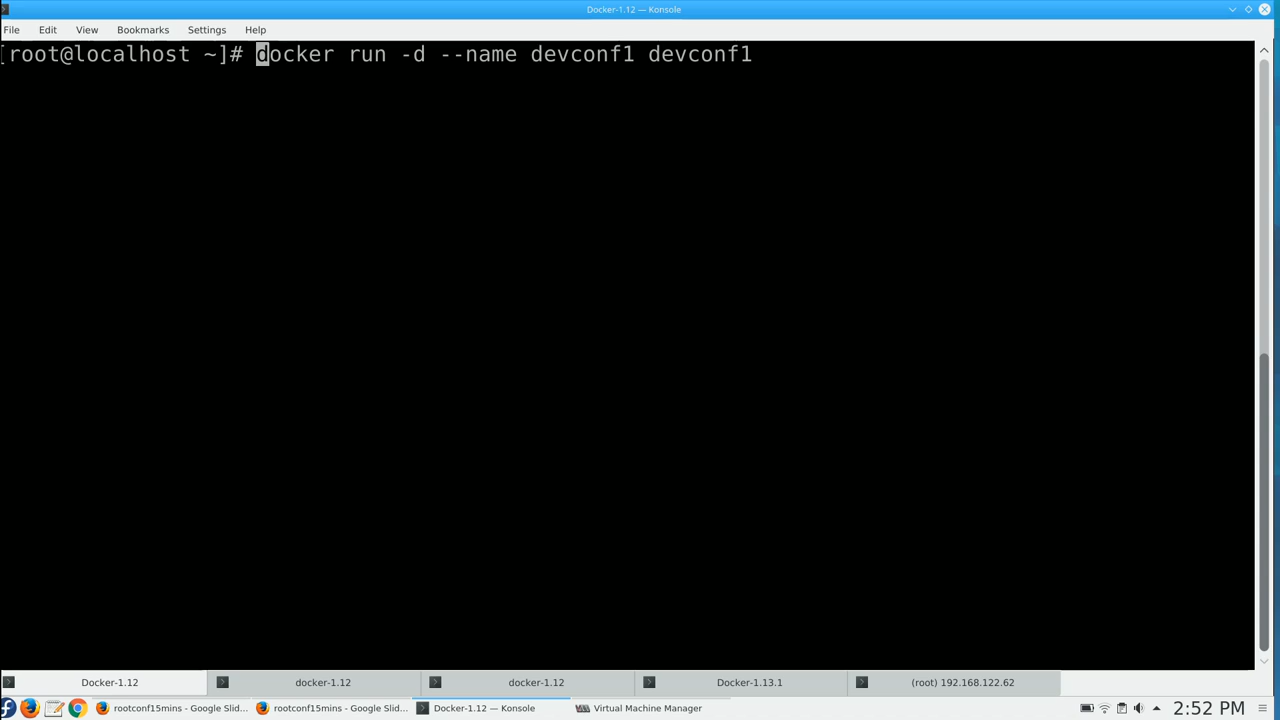 Docker-1.12 — Konsole
File Edit View Bookmarks Settings Help
[root@localhost ~]# docker run -d --name devconf1 devconf1
Docker-1.12 docker-1.12 docker-1.12 Docker-1.13.1 (root) 192.168.122.62
rootconf15mins - Google Slid... rootconf15mins - Google Slid... Docker-1.12 — Konsole Virtual Machine Manager 2:52 PM